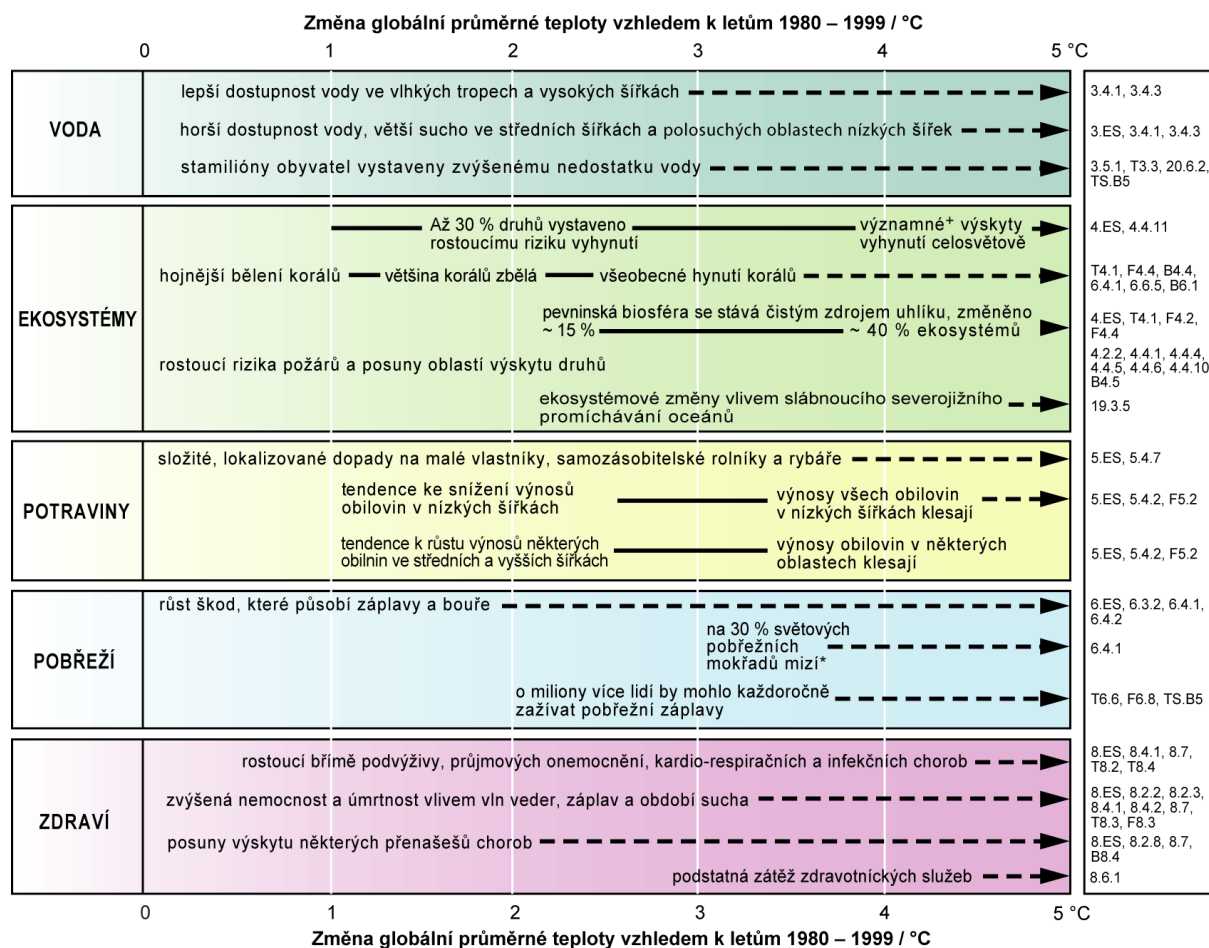 Změna globální průměrné teploty vzhledem k letům 1980 – 1999 / °C
0 1 2 3 4 5 °C
VODA
lepší dostupnost vody ve vlhkých tropech a vysokých šířkách
3.4.1, 3.4.3
horší dostupnost vody, větší sucho ve středních šířkách a polosuchých oblastech nízkých šířek
3.ES, 3.4.1, 3.4.3
stamilióny obyvatel vystaveny zvýšenému nedostatku vody
3.5.1, T3.3, 20.6.2,
TS.B5
EKOSYSTÉMY
Až 30 % druhů vystaveno
rostoucímu riziku vyhynutí
významné⁺ výskyty
vyhynutí celosvětově
4.ES, 4.4.11
hojnější bělení korálů
většina korálů zbělá
všeobecné hynutí korálů
T4.1, F4.4, B4.4,
6.4.1, 6.6.5, B6.1
pevninská biosféra se stává čistým zdrojem uhlíku, změněno
~ 15 % ~ 40 % ekosystémů
4.ES, T4.1, F4.2,
F4.4
rostoucí rizika požárů a posuny oblastí výskytu druhů
4.2.2, 4.4.1, 4.4.4,
4.4.5, 4.4.6, 4.4.10,
B4.5
ekosystémové změny vlivem slábnoucího severojižního
promíchávání oceánů
19.3.5
POTRAVINY
složité, lokalizované dopady na malé vlastníky, samozásobitelské rolníky a rybáře
5.ES, 5.4.7
tendence ke snížení výnosů
obilovin v nízkých šířkách
výnosy všech obilovin
v nízkých šířkách klesají
5.ES, 5.4.2, F5.2
tendence k růstu výnosů některých
obilnin ve středních a vyšších šířkách
výnosy obilovin v některých
oblastech klesají
5.ES, 5.4.2, F5.2
POBŘEŽÍ
růst škod, které působí záplavy a bouře
6.ES, 6.3.2, 6.4.1,
6.4.2
na 30 % světových
pobřežních
mokřadů mizí*
6.4.1
o miliony více lidí by mohlo každoročně
zažívat pobřežní záplavy
T6.6, F6.8, TS.B5
ZDRAVÍ
rostoucí břímě podvýživy, průjmových onemocnění, kardio-respiračních a infekčních chorob
8.ES, 8.4.1, 8.7,
T8.2, T8.4
zvýšená nemocnost a úmrtnost vlivem vln veder, záplav a období sucha
8.ES, 8.2.2, 8.2.3,
8.4.1, 8.4.2, 8.7,
T8.3, F8.3
posuny výskytu některých přenašešů chorob
8.ES, 8.2.8, 8.7,
B8.4
podstatná zátěž zdravotnických služeb
8.6.1
0 1 2 3 4 5 °C
Změna globální průměrné teploty vzhledem k letům 1980 – 1999 / °C